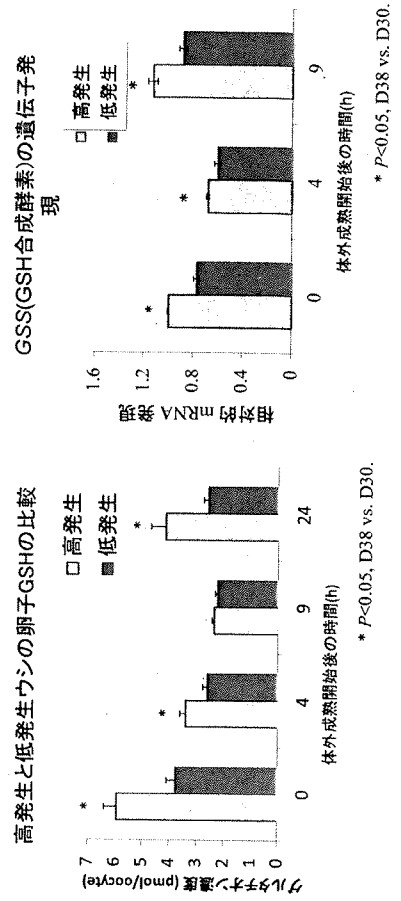 高発生と低発生ウシの卵子GSHの比較
□ 高発生
■ 低発生
グルタチオン濃度 (pmol/oocyte)
7
6
5
4
3
2
1
0
*
*
*
0
4
9
24
体外成熟開始後の時間(h)
* P<0.05, D38 vs. D30.
GSS(GSH合成酵素)の遺伝子発
現
□ 高発生
■ 低発生
相対的 mRNA 発現
1.6
1.2
0.8
0.4
0
*
*
*
0
4
9
体外成熟開始後の時間(h)
* P<0.05, D38 vs. D30.